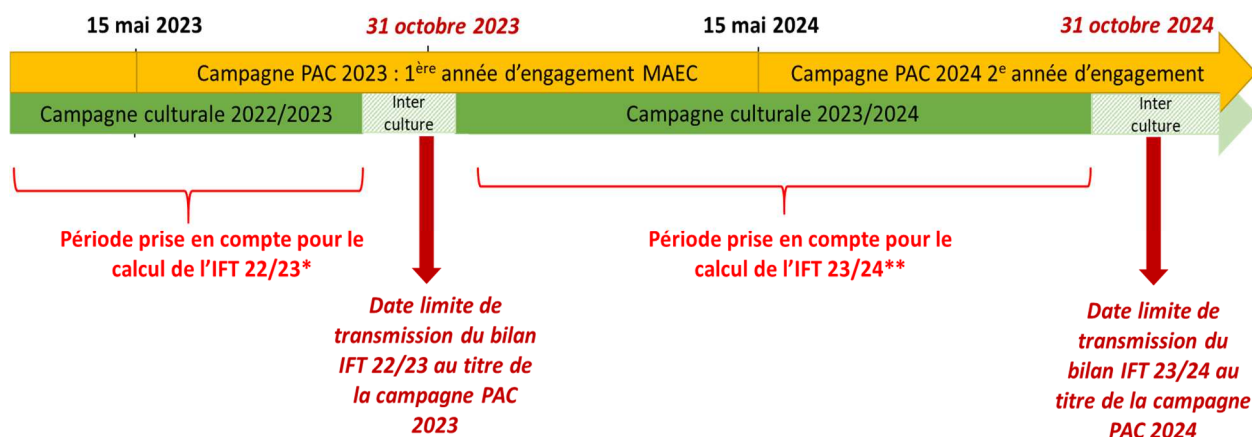 15 mai 2023
31 octobre 2023
15 mai 2024
31 octobre 2024
Campagne PAC 2023 : 1ère année d’engagement MAEC
Campagne PAC 2024 2e année d’engagement
Campagne culturale 2022/2023
Inter
culture
Campagne culturale 2023/2024
Inter
culture
Période prise en compte pour le
calcul de l’IFT 22/23*
Période prise en compte pour le
calcul de l’IFT 23/24**
Date limite de
transmission du bilan
IFT 22/23 au titre de
la campagne PAC
2023
Date limite de
transmission du
bilan IFT 23/24 au
titre de la campagne
PAC 2024